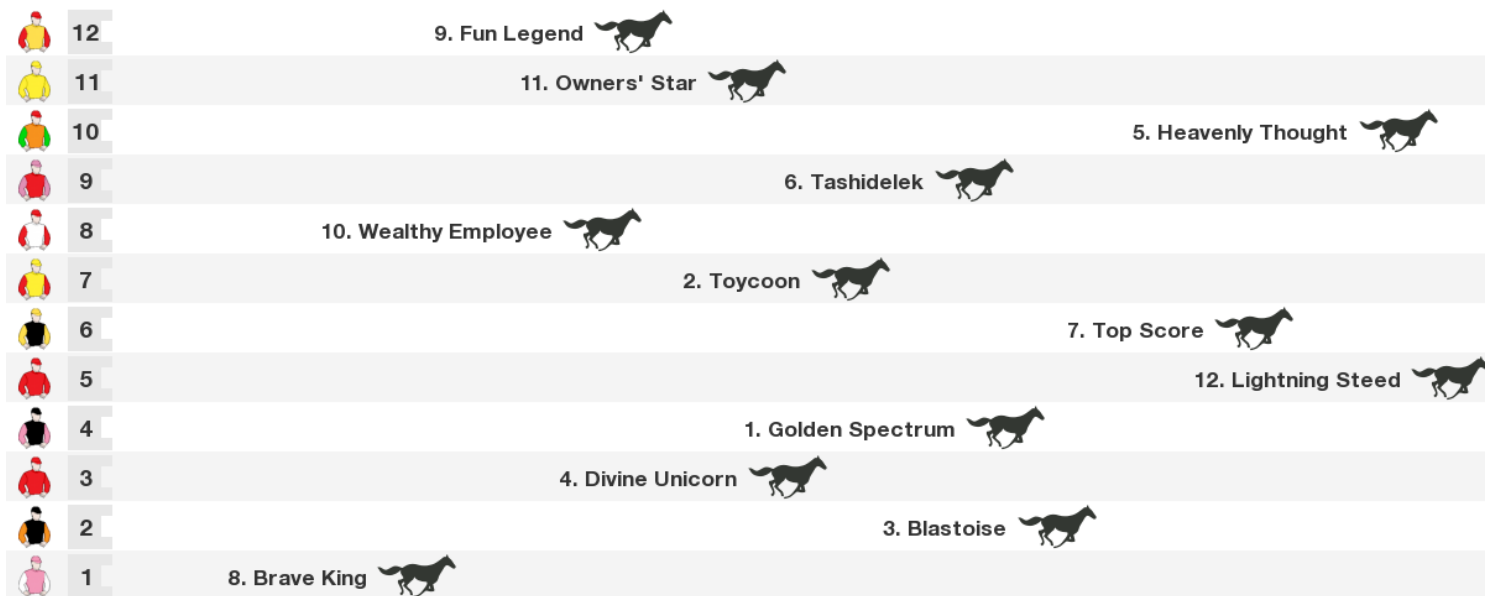 12 9. Fun Legend
11 11. Owners' Star
10 5. Heavenly Thought
9 6. Tashidelek
8 10. Wealthy Employee
7 2. Toycoon
6 7. Top Score
5 12. Lightning Steed
4 1. Golden Spectrum
3 4. Divine Unicorn
2 3. Blastoise
1 8. Brave King